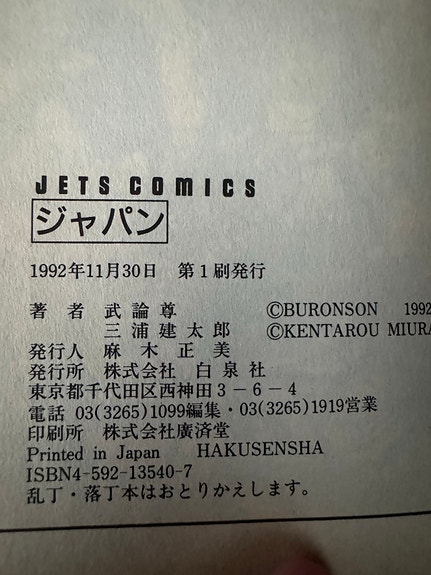 JETS COMICS
ジャパン
1992年11月30日 第1刷発行
著者 武論尊 ©BURONSON 1992
三浦建太郎 ©KENTAROU MIURA
発行人 麻木正美
発行所 株式会社 白泉社
東京都千代田区西神田3-6-4
電話 03(3265)1099編集・03(3265)1919営業
印刷所 株式会社廣済堂
Printed in Japan HAKUSENSHA
ISBN4-592-13540-7
乱丁・落丁本はおとりかえします。